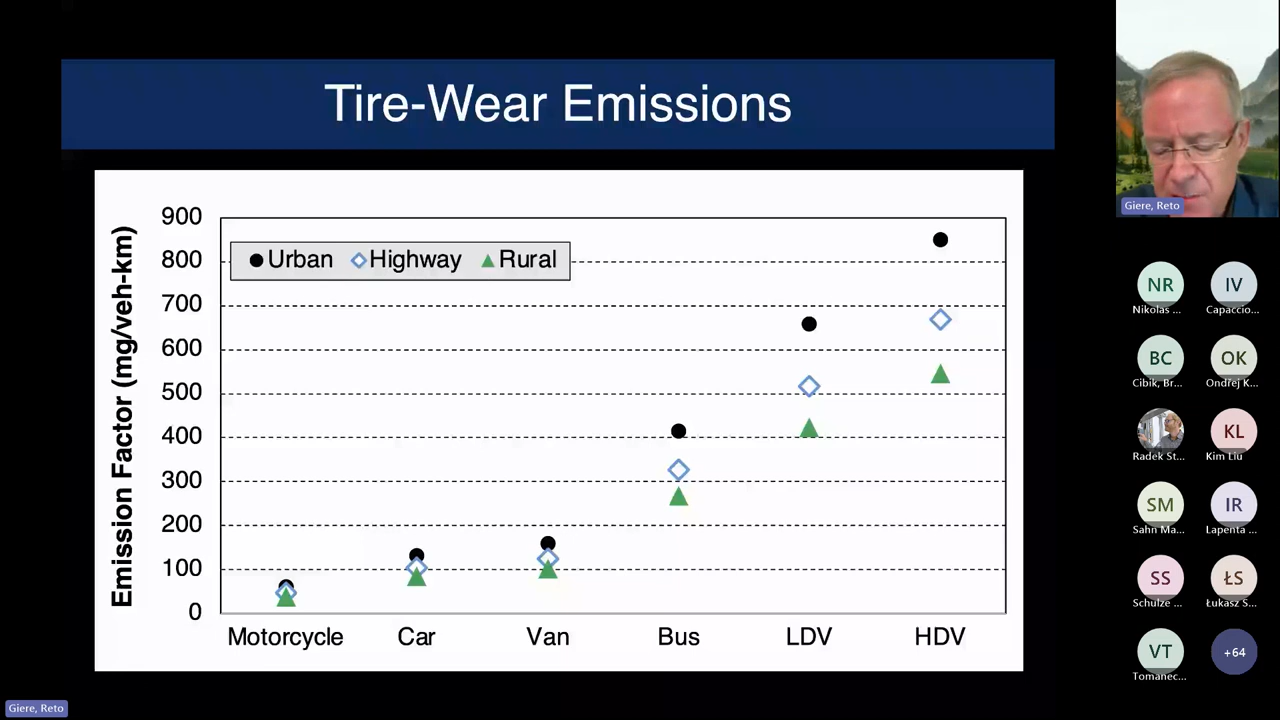 Tire-Wear Emissions
Emission Factor (mg/veh-km)
900
800
700
600
500
400
300
200
100
0
Urban Highway Rural
Motorcycle Car Van Bus LDV HDV
Giere, Reto
NR IV
Nikolas ... Capaccio...
BC OK
Cibik, Br... Ondřej K...
KL
Radek St... Kim Liu
SM IR
Sahn Ma... Lapenta ...
SS ŁS
Schulze ... Łukasz S...
VT +64
Tomanec...
Giere, Reto